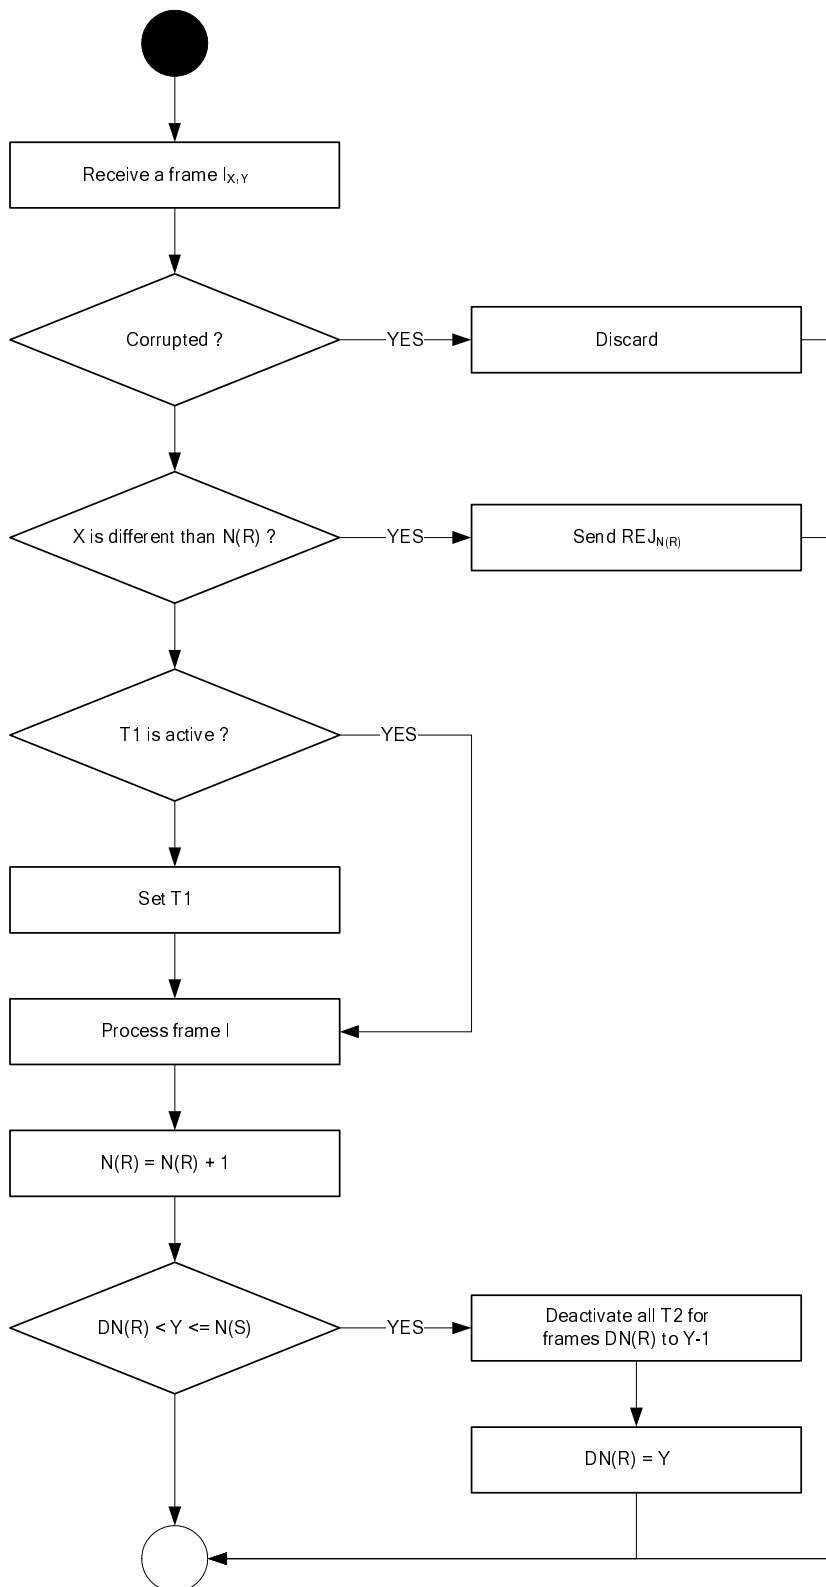 Receive a frame I_X,Y
Corrupted ?
YES
Discard
X is different than N(R) ?
YES
Send REJ_N(R)
T1 is active ?
YES
Set T1
Process frame I
N(R) = N(R) + 1
DN(R) < Y <= N(S)
YES
Deactivate all T2 for
frames DN(R) to Y-1
DN(R) = Y